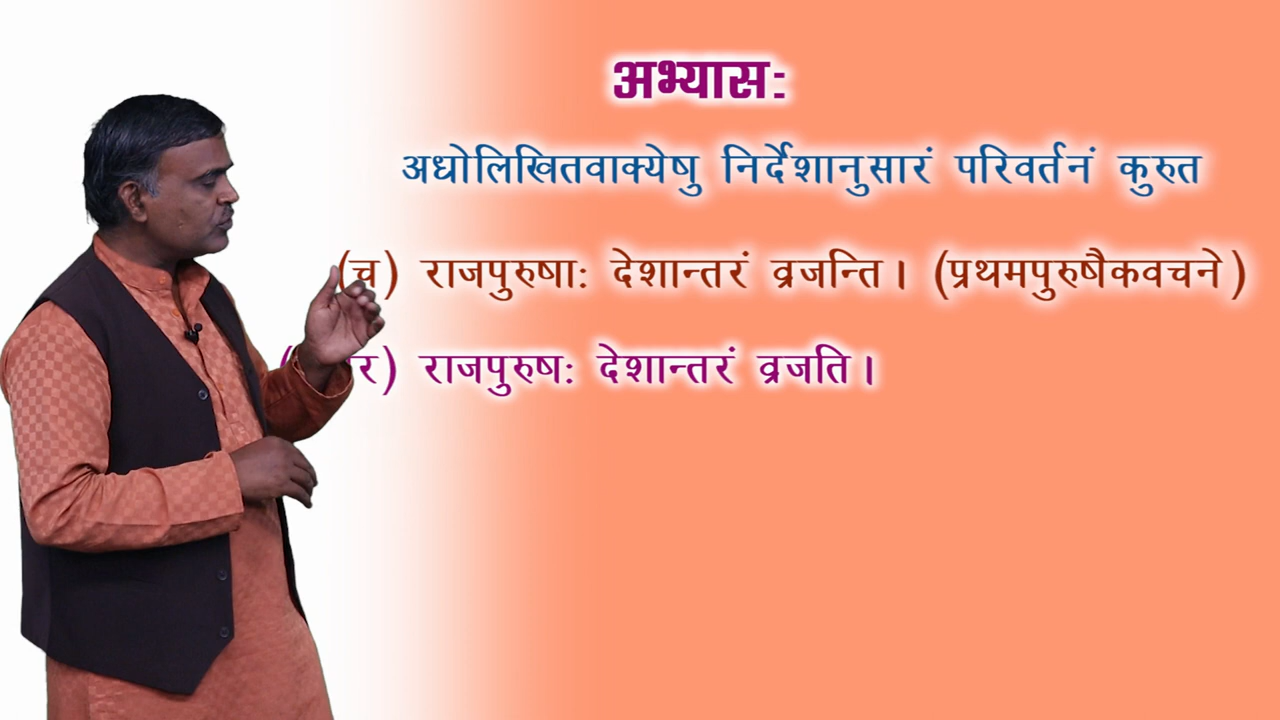 अभ्यासः
अधोलिखितवाक्येषु निर्देशानुसारं परिवर्तनं कुरुत
(च) राजपुरुषाः देशान्तरं व्रजन्ति। (प्रथमपुरुषैकवचने)
राजपुरुषः देशान्तरं व्रजति।